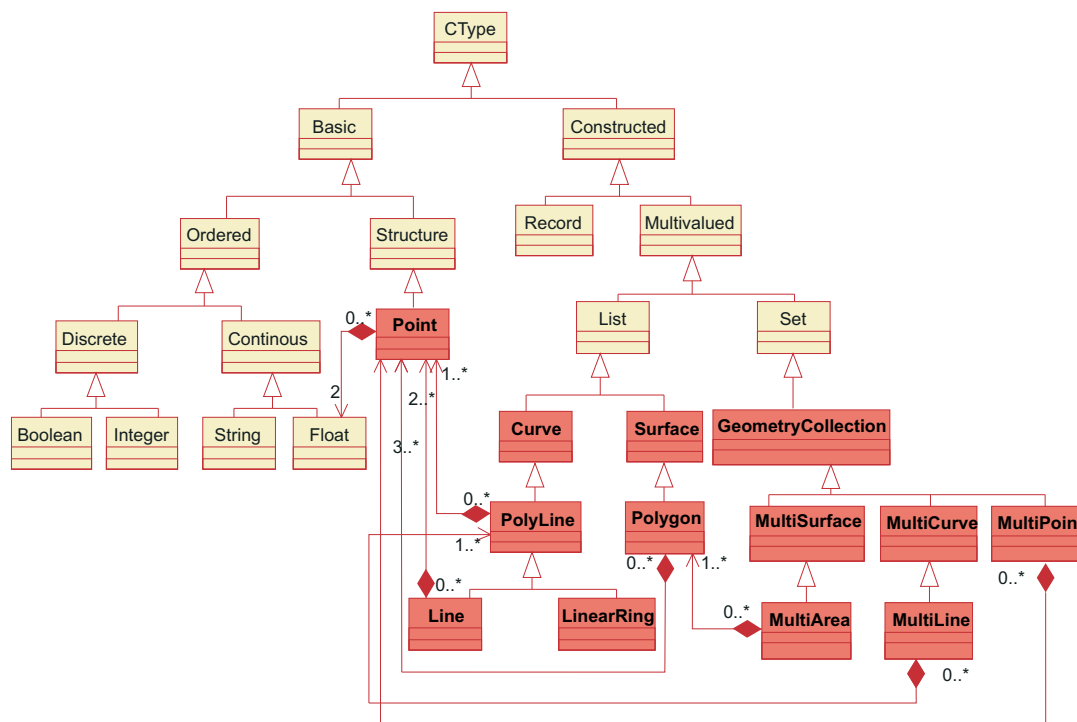 CType
Basic
Constructed
Ordered
Structure
Record
Multivalued
0..*
Point
List
Set
Discrete
Continous
1..*
2
2..*
Boolean
Integer
String
Float
3..*
Curve
Surface
GeometryCollection
0..*
PolyLine
Polygon
MultiSurface
MultiCurve
MultiPoin
1..*
0..*
1..*
0..*
0..*
Line
LinearRing
0..*
MultiArea
MultiLine
0..*